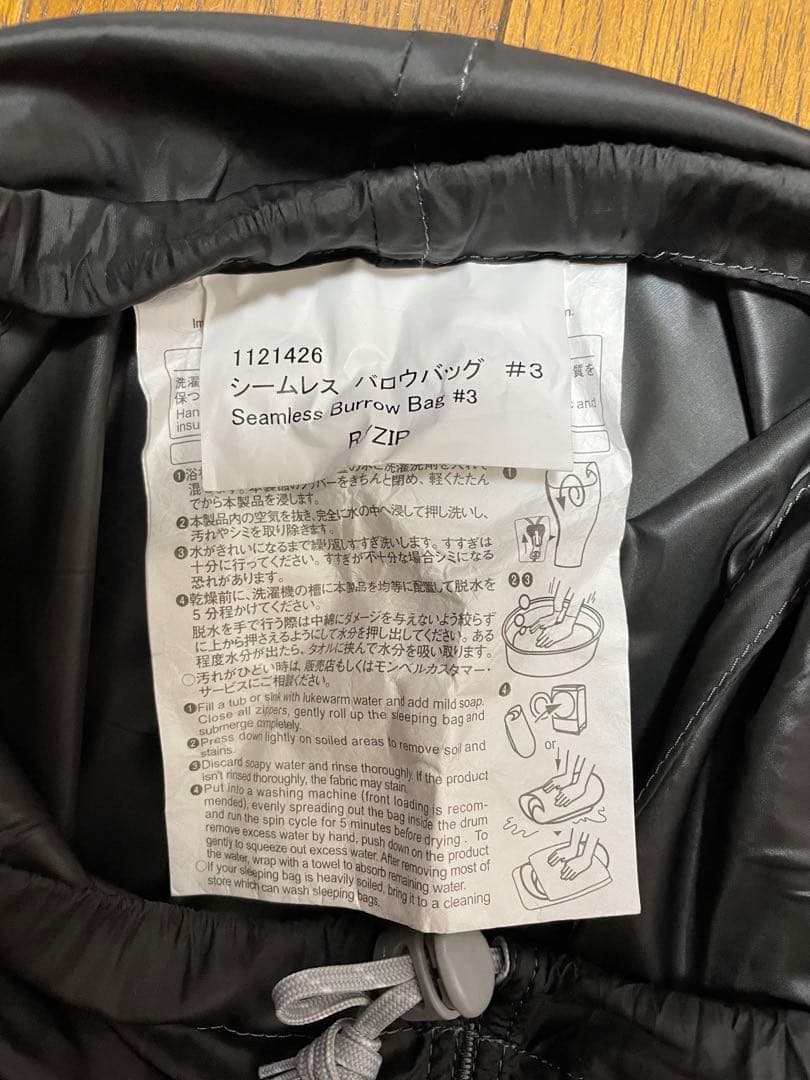 1121426
シームレス バロウバッグ #3
Seamless Burrow Bag #3
R/ZIP
洗濯
保つ
Han
insu
質を
and
❶浴
でから本製品を浸します。
❷本製品内の空気を抜き、完全に水の中へ浸して押し洗いし、
汚れやシミを取り除きます。
❸水がきれいになるまで繰り返しすすぎ洗いします。すすぎは
十分に行ってください。すすぎが不十分な場合シミになる
恐れがあります。
❹乾燥前に、洗濯機の槽に本製品を均等に配置して脱水を
5分程かけてください。
脱水を手で行う際は中綿にダメージを与えないよう絞らず
に上から押さえるようにして水分を押し出してください。ある
程度水分が出たら、タオルに挟んで水分を吸い取ります。
○汚れがひどい時は、販売店もしくはモンベルカスタマー・
サービスにご相談ください。
❶Fill a tub or sink with lukewarm water and add mild soap.
Close all zippers, gently roll up the sleeping bag and
submerge completely.
❷Press down lightly on soiled areas to remove soil and
stains.
❸Discard soapy water and rinse thoroughly. If the product
isn't rinsed thoroughly, the fabric may stain.
❹Put into a washing machine (front loading is recom-
mended), evenly spreading out the bag inside the drum
and run the spin cycle for 5 minutes before drying. To
remove excess water by hand, push down on the product
gently to squeeze out excess water. After removing most of
the water, wrap with a towel to absorb remaining water.
○If your sleeping bag is heavily soiled, bring it to a cleaning
store which can wash sleeping bags.
❶
❷❸
❹
or